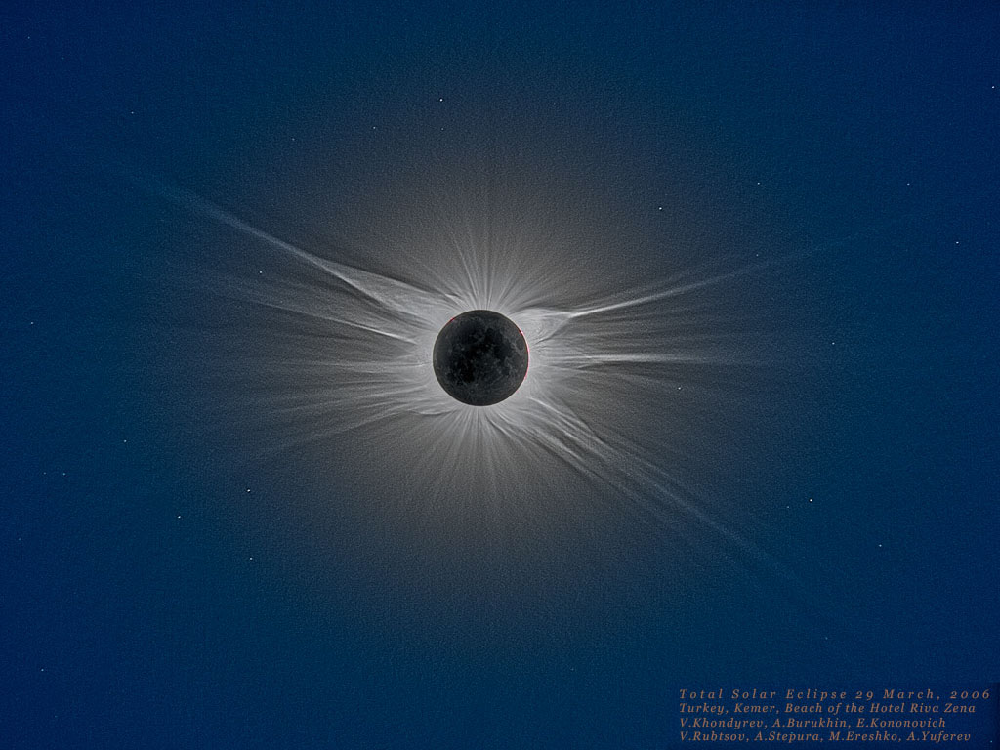 Total Solar Eclipse 29 March, 2006
Turkey, Kemer, Beach of the Hotel Riva Zena
V.Khondyrev, A.Burukhin, E.Kononovich
V.Rubtsov, A.Stepura, M.Ereshko, A.Yuferev